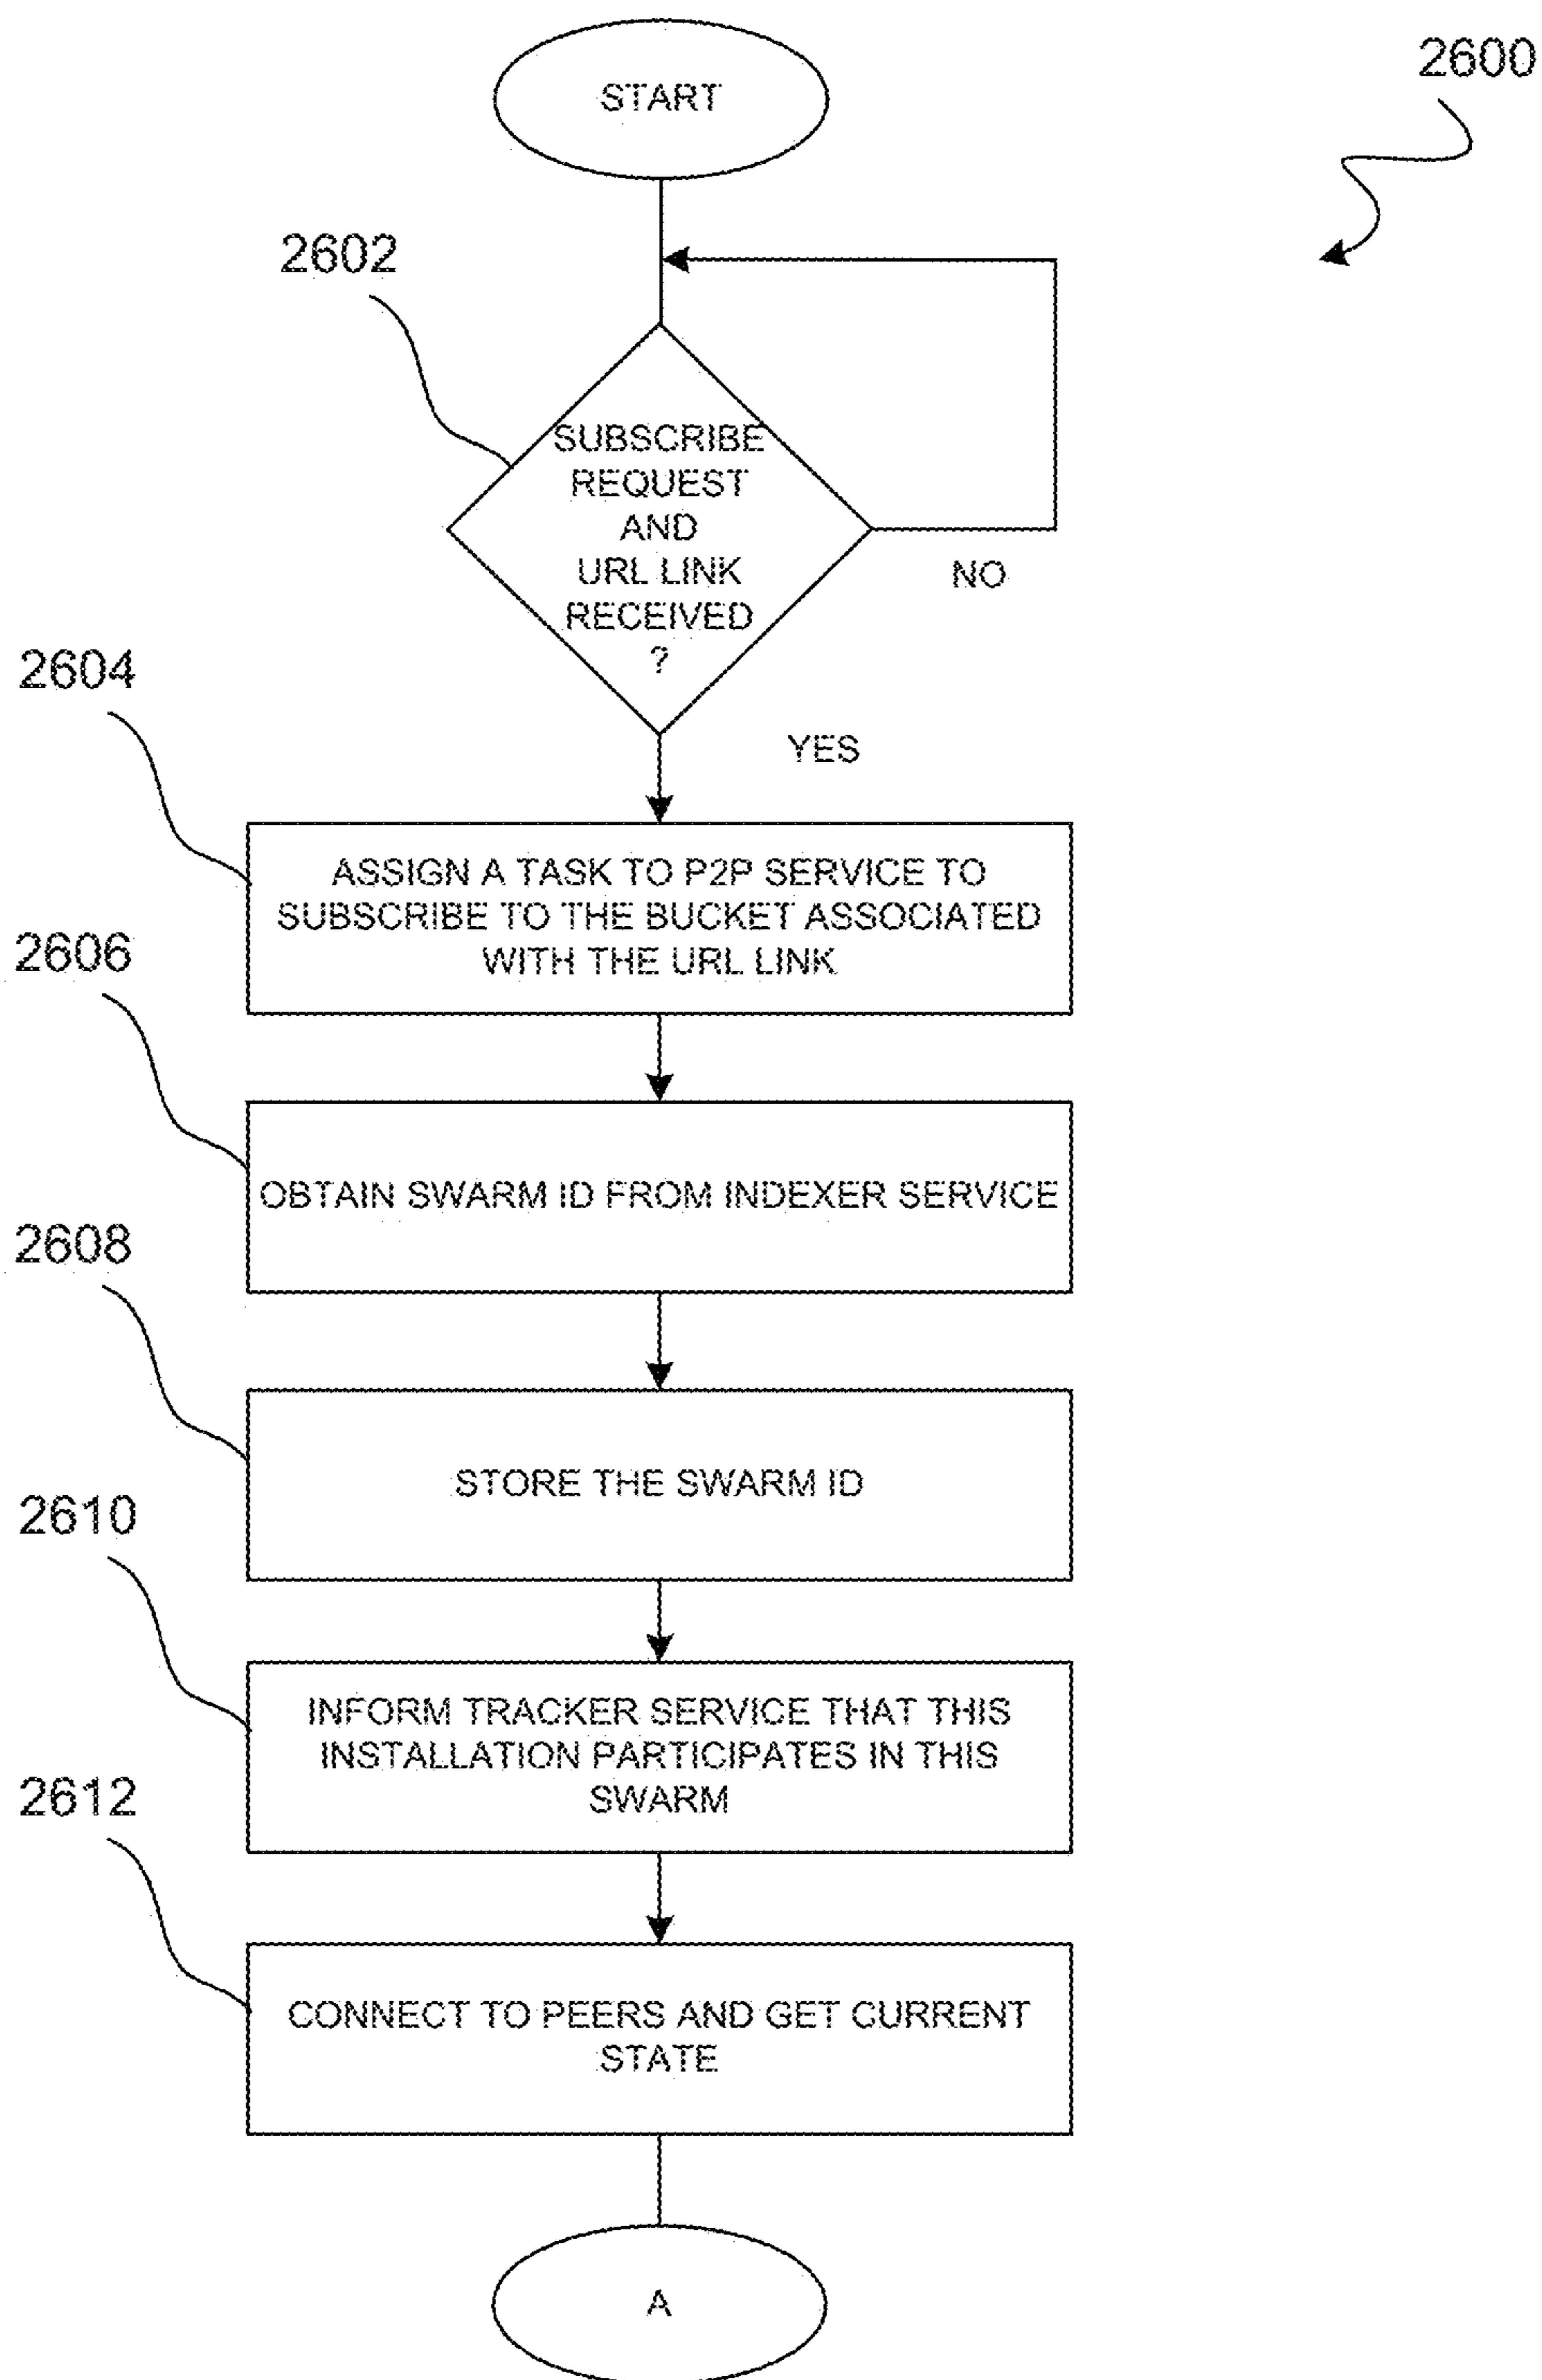 START
2600
2602
SUBSCRIBE
REQUEST
AND
URL LINK
RECEIVED
?
NO
YES
2604
ASSIGN A TASK TO P2P SERVICE TO
SUBSCRIBE TO THE BUCKET ASSOCIATED
WITH THE URL LINK
2606
OBTAIN SWARM ID FROM INDEXER SERVICE
2608
STORE THE SWARM ID
2610
INFORM TRACKER SERVICE THAT THIS
INSTALLATION PARTICIPATES IN THIS
SWARM
2612
CONNECT TO PEERS AND GET CURRENT
STATE
A